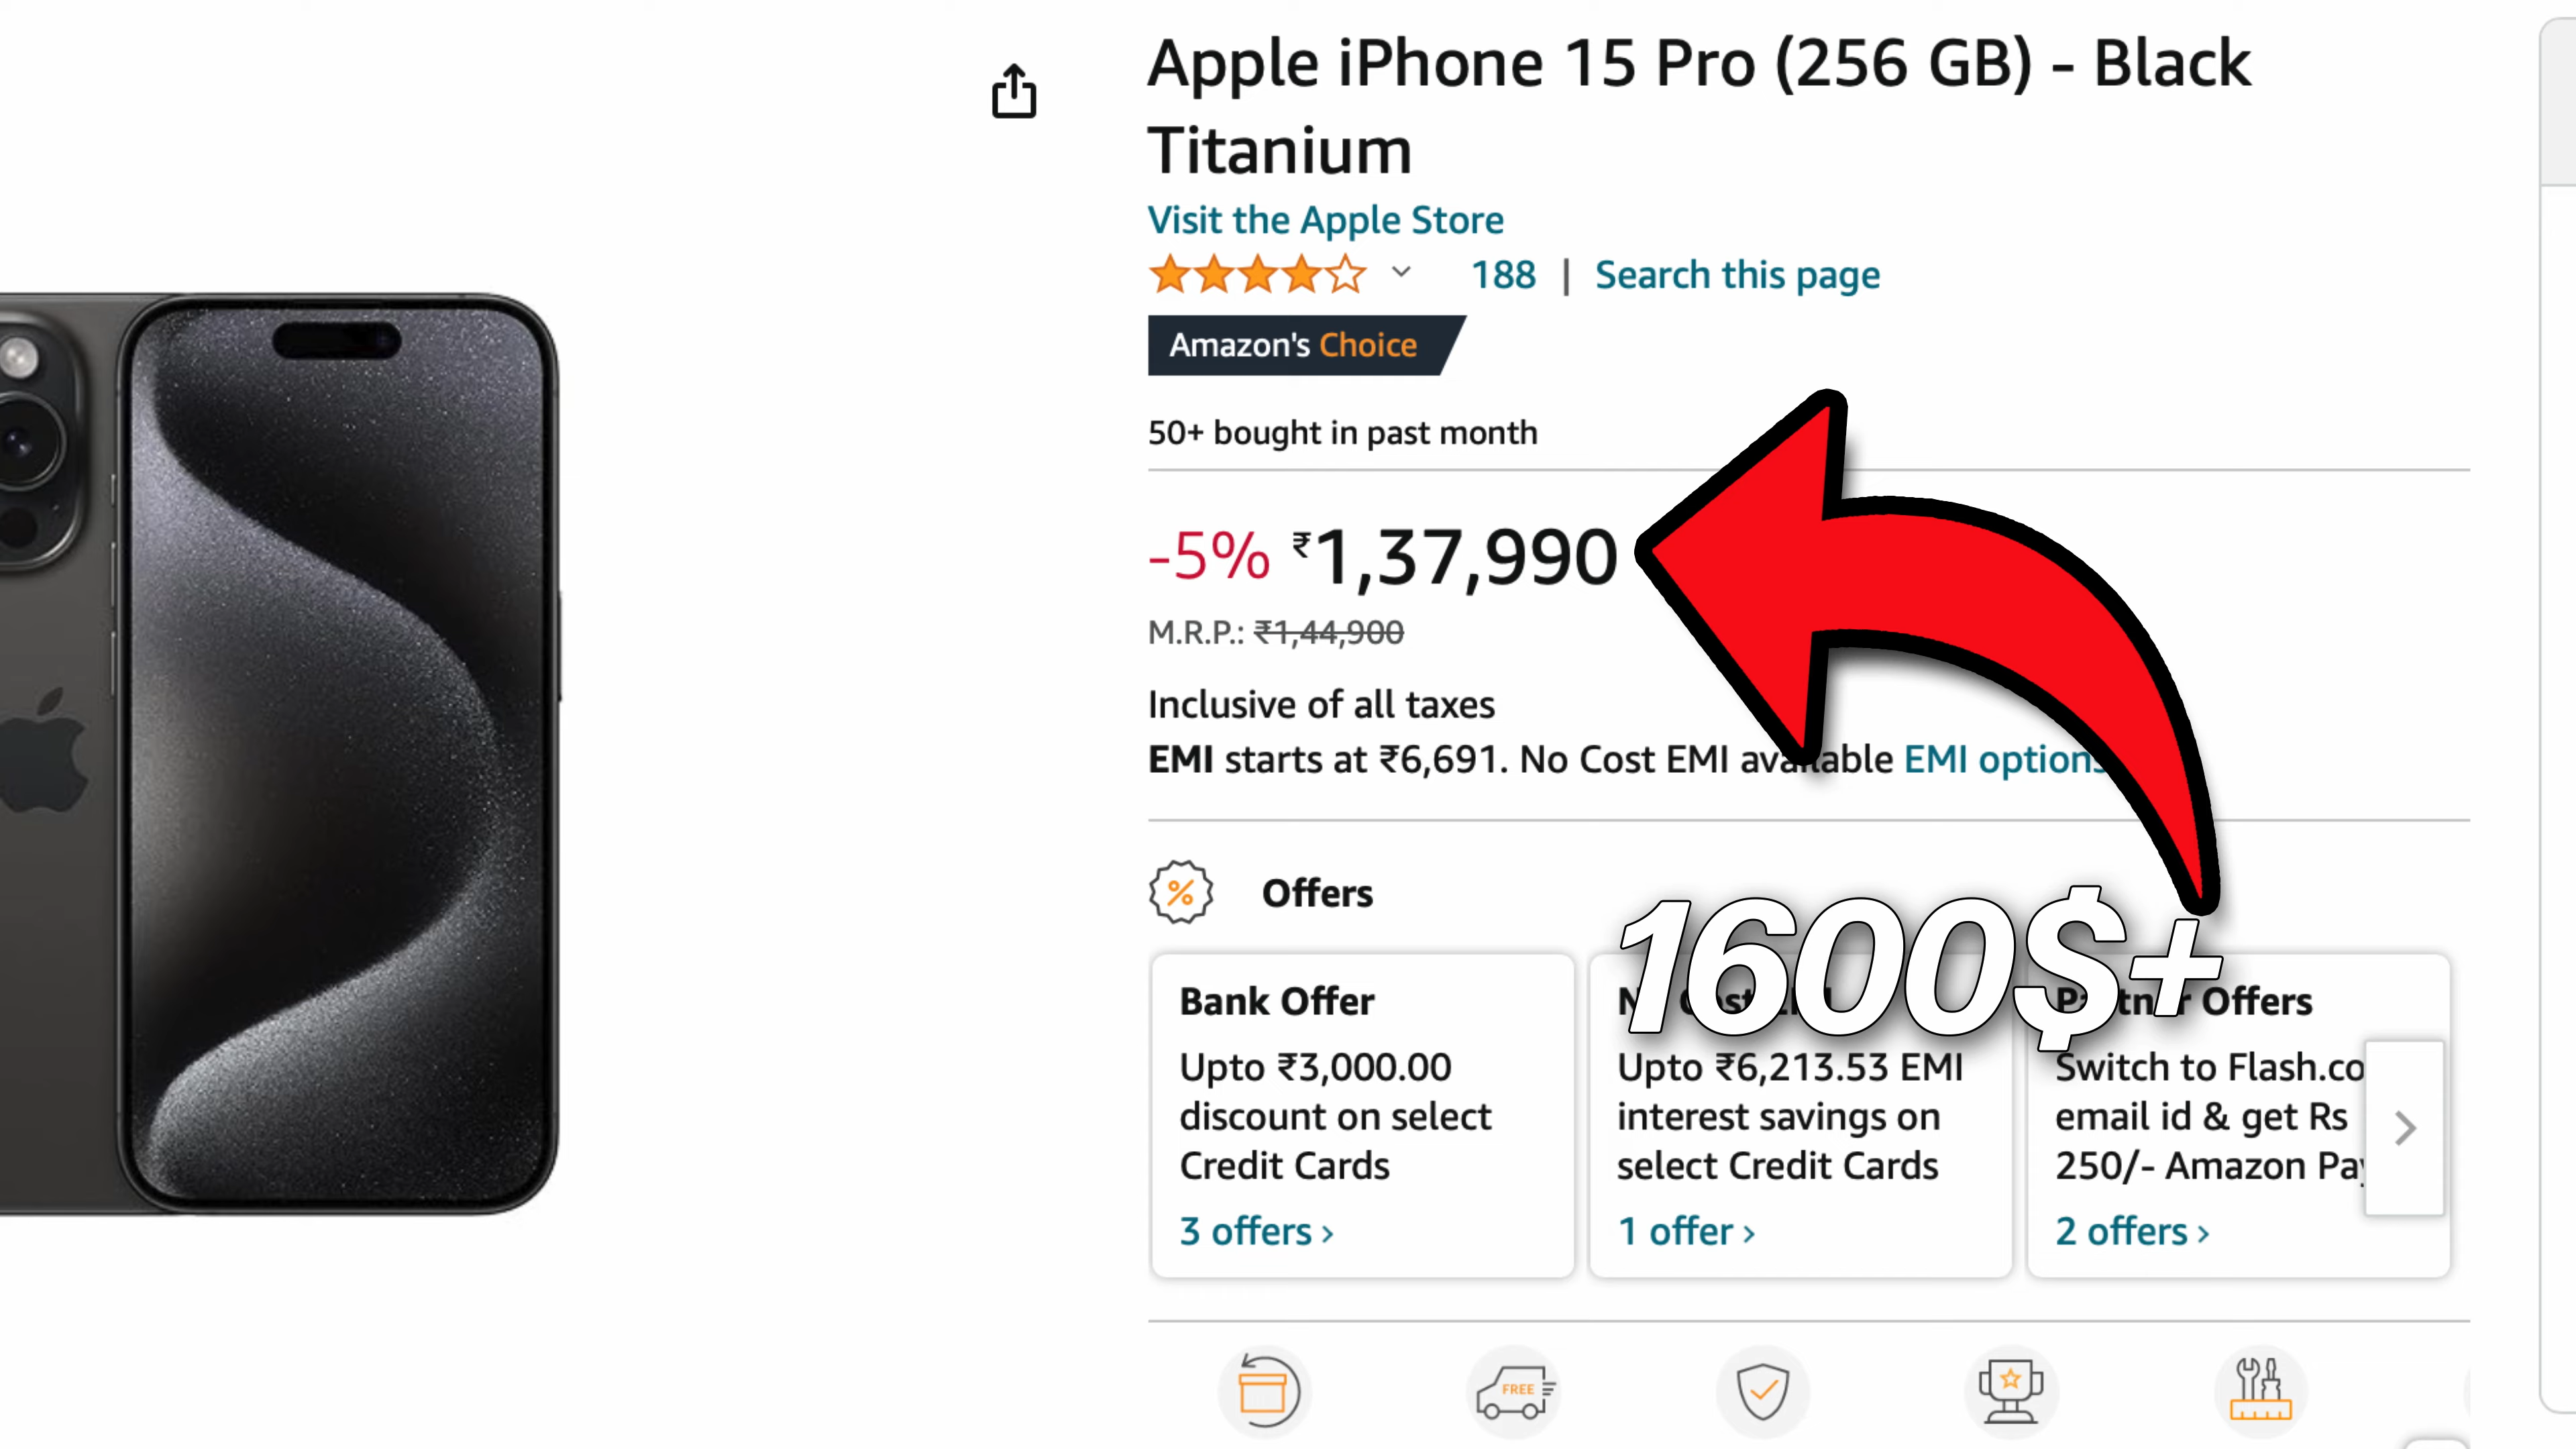 Apple iPhone 15 Pro (256 GB) - Black
Titanium
Visit the Apple Store
188 | Search this page
Amazon's Choice
50+ bought in past month
-5% ₹1,37,990
M.R.P.: ₹1,44,900
Inclusive of all taxes
EMI starts at ₹6,691. No Cost EMI available EMI options
% Offers
1600$+
Bank Offer
Upto ₹3,000.00
discount on select
Credit Cards
3 offers ›
No Cost EMI
Upto ₹6,213.53 EMI
interest savings on
select Credit Cards
1 offer ›
Partner Offers
Switch to Flash.co
email id & get Rs
250/- Amazon Pay
2 offers ›
FREE